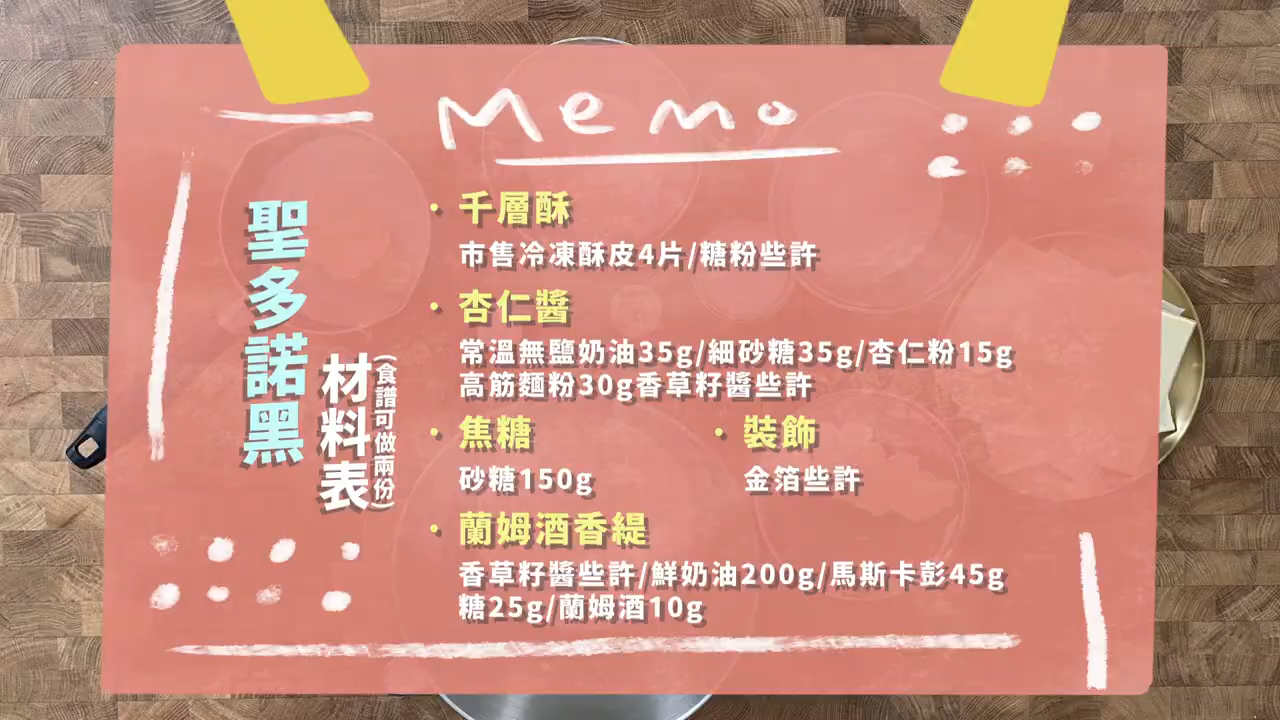 Memo
聖多諾黑
材料表
(食譜可做兩份)
· 千層酥
市售冷凍酥皮4片/糖粉些許
· 杏仁醬
常溫無鹽奶油35g/細砂糖35g/杏仁粉15g
高筋麵粉30g香草籽醬些許
· 焦糖
砂糖150g
· 裝飾
金箔些許
· 蘭姆酒香緹
香草籽醬些許/鮮奶油200g/馬斯卡彭45g
糖25g/蘭姆酒10g